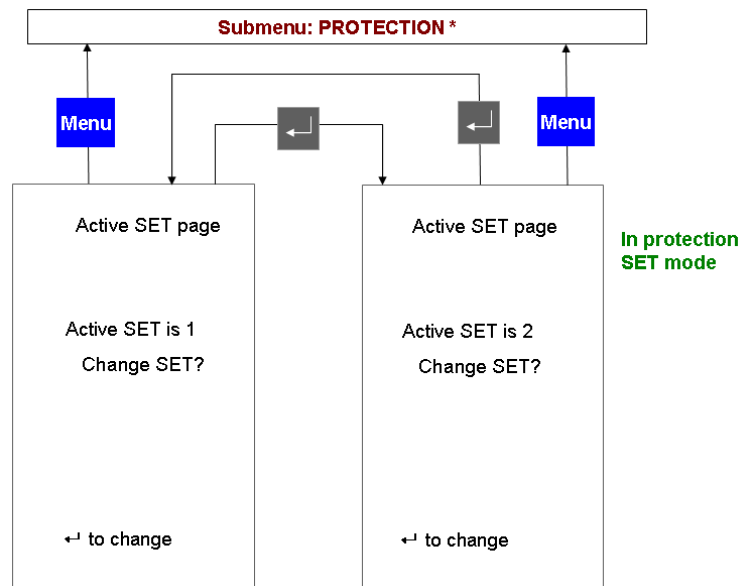 Submenu: PROTECTION *
Menu
Menu
Active SET page
Active SET is 1
Change SET?
↵ to change
Active SET page
Active SET is 2
Change SET?
↵ to change
In protection
SET mode